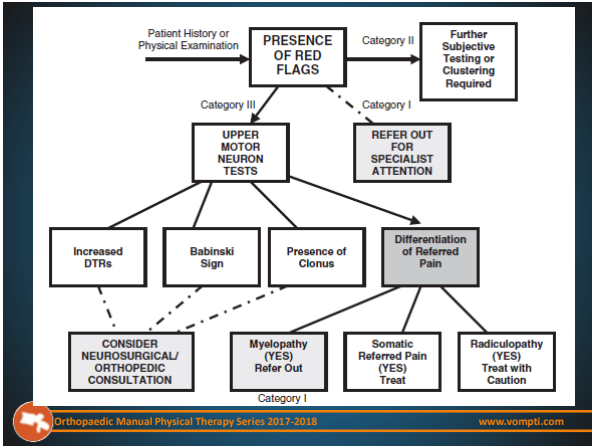 Patient History or
Physical Examination
PRESENCE
OF RED
FLAGS
Category II
Further
Subjective
Testing or
Clustering
Required
Category III
Category I
UPPER
MOTOR
NEURON
TESTS
REFER OUT
FOR
SPECIALIST
ATTENTION
Increased
DTRs
Babinski
Sign
Presence of
Clonus
Differentiation
of Referred
Pain
CONSIDER
NEUROSURGICAL/
ORTHOPEDIC
CONSULTATION
Myelopathy
(YES)
Refer Out
Somatic
Referred Pain
(YES)
Treat
Radiculopathy
(YES)
Treat with
Caution
Category I
Orthopaedic Manual Physical Therapy Series 2017-2018
www.vompti.com